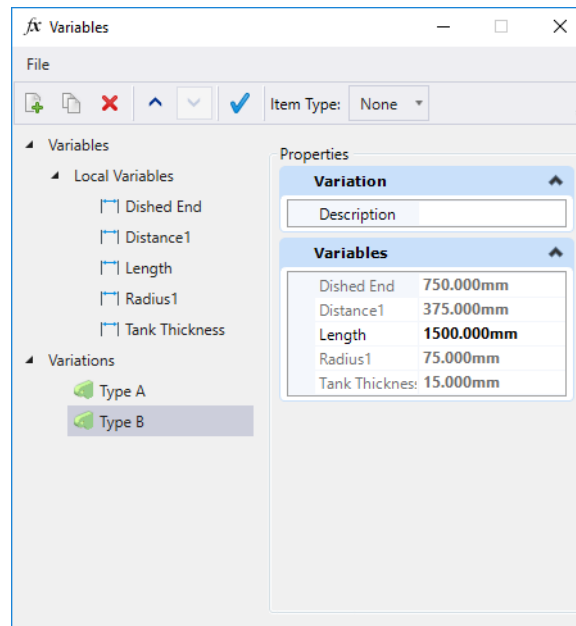 fx Variables
File
Item Type: None
Variables
Local Variables
Dished End
Distance1
Length
Radius1
Tank Thickness
Variations
Type A
Type B
Properties
Variation
Description
Variables
Dished End 750.000mm
Distance1 375.000mm
Length 1500.000mm
Radius1 75.000mm
Tank Thicknes 15.000mm